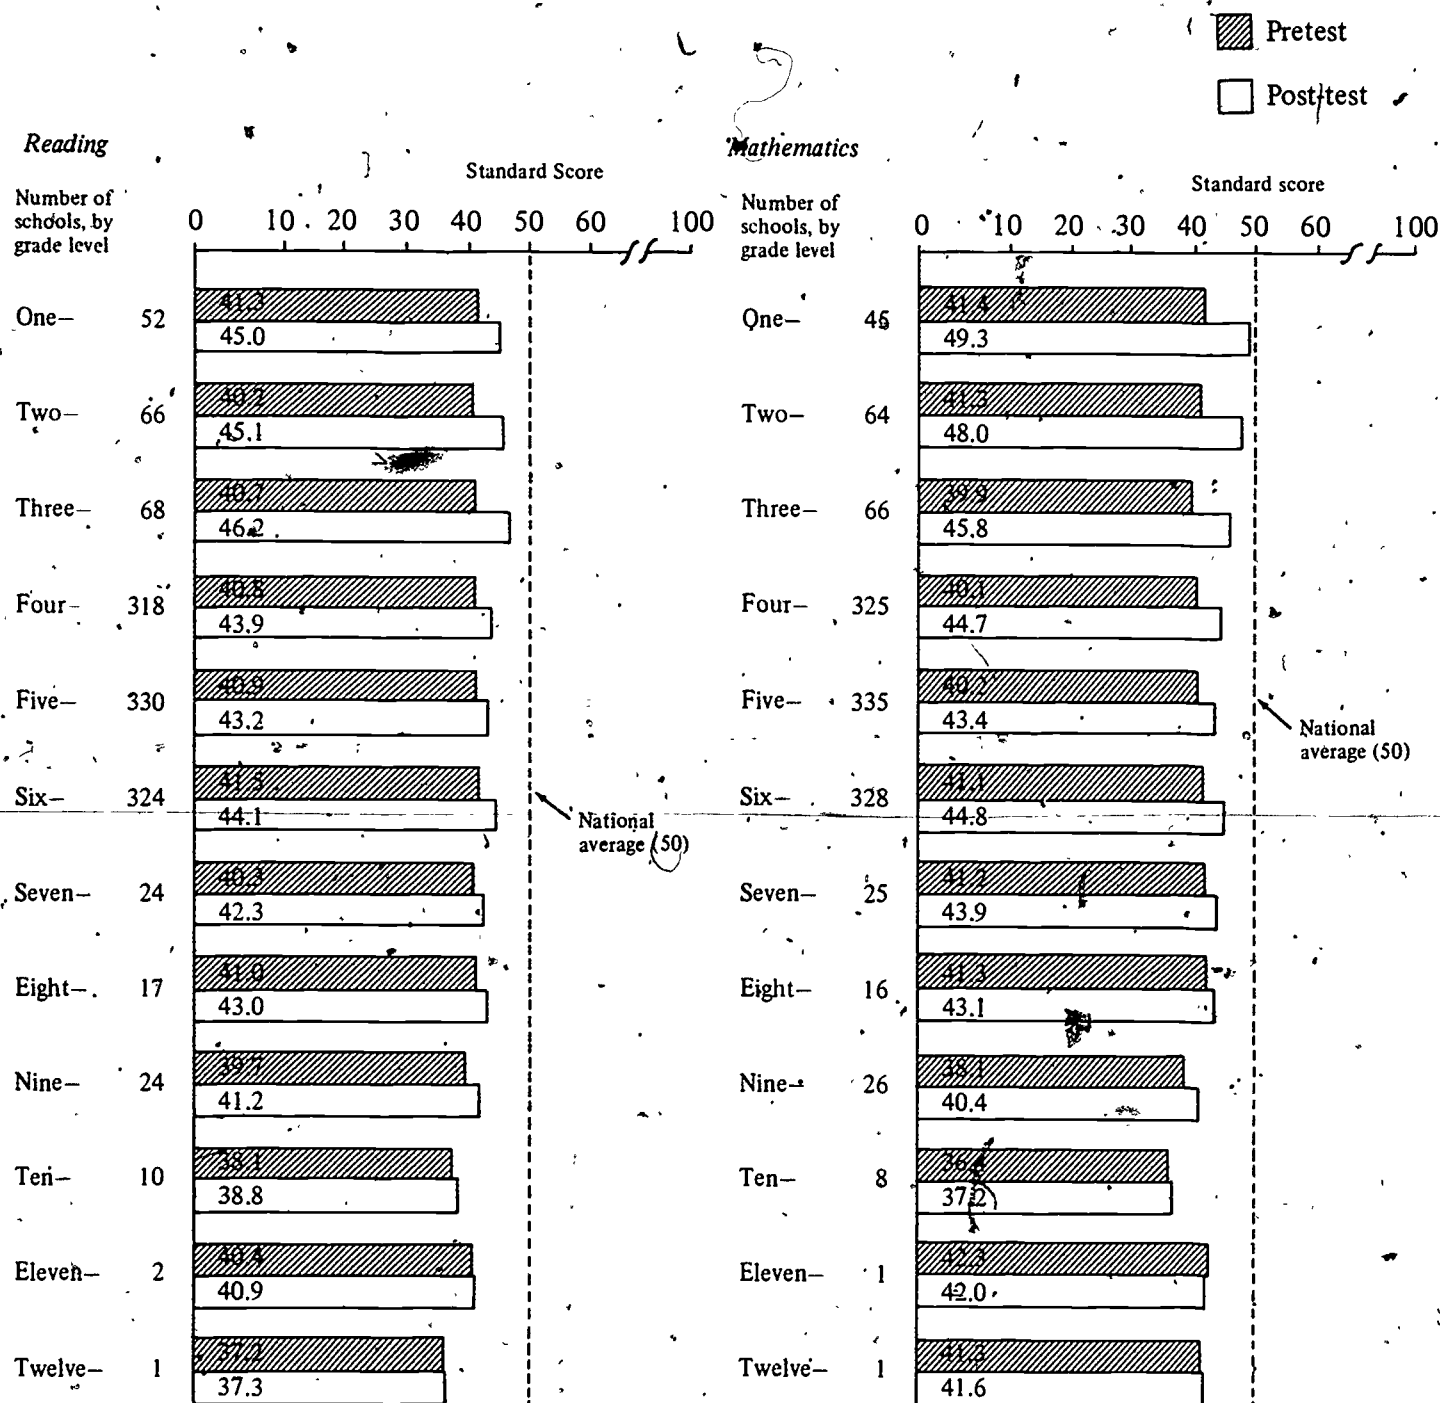 Pretest
Post-test
Reading
Standard Score
Number of
schools, by
grade level
0 10 20 30 40 50 60 100
One— 52
41.3
45.0
Two— 66
40.2
45.1
Three— 68
40.7
46.2
Four— 318
40.8
43.9
Five— 330
40.9
43.2
Six— 324
41.5
44.1
National
average (50)
Seven— 24
40.3
42.3
Eight— 17
41.0
43.0
Nine— 24
39.7
41.2
Ten— 10
38.1
38.8
Eleven— 2
40.4
40.9
Twelve— 1
37.2
37.3
Mathematics
Standard score
Number of
schools, by
grade level
0 10 20 30 40 50 60 100
One—
41.4
49.3
Two— 64
41.3
48.0
Three— 66
39.9
45.8
Four— 325
40.1
44.7
Five— 335
40.2
43.4
National
average (50)
Six— 328
41.1
44.8
Seven— 25
41.2
43.9
Eight— 16
41.3
43.1
Nine— 26
38.1
40.4
Ten— 8
37.2
Eleven— 1
42.3
42.0
Twelve— 1
41.3
41.6